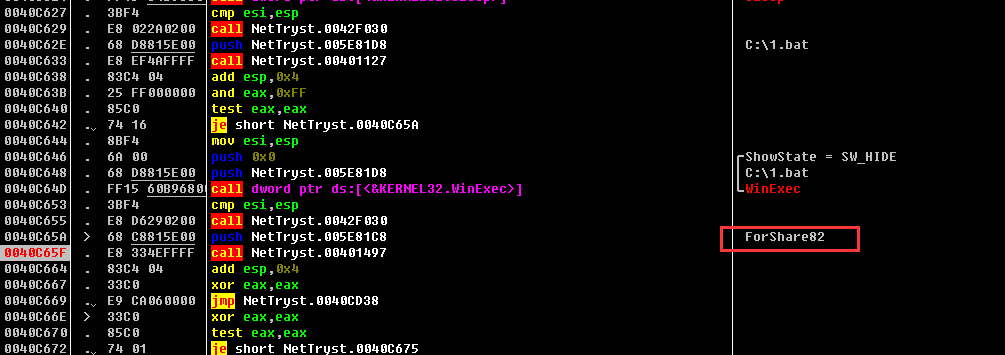 0040C627 . 3BF4 cmp esi,esp
0040C629 . E8 022A0200 call NetTryst.0042F030
0040C62E . 68 D8815E00 push NetTryst.005E81D8 C:\1.bat
0040C633 . E8 EF4AFFFF call NetTryst.00401127
0040C638 . 83C4 04 add esp,0x4
0040C63B . 25 FF000000 and eax,0xFF
0040C640 . 85C0 test eax,eax
0040C642 . 74 16 je short NetTryst.0040C65A
0040C644 . 8BF4 mov esi,esp
0040C646 . 6A 00 push 0x0 ShowState = SW_HIDE
0040C648 . 68 D8815E00 push NetTryst.005E81D8 C:\1.bat
0040C64D . FF15 60B96800 call dword ptr ds:[<&KERNEL32.WinExec>] WinExec
0040C653 . 3BF4 cmp esi,esp
0040C655 . E8 D6290200 call NetTryst.0042F030
0040C65A > 68 C8815E00 push NetTryst.005E81C8 ForShare82
0040C65F . E8 334EFFFF call NetTryst.00401497
0040C664 . 83C4 04 add esp,0x4
0040C667 . 33C0 xor eax,eax
0040C669 . E9 CA060000 jmp NetTryst.0040CD38
0040C66E > 33C0 xor eax,eax
0040C670 . 85C0 test eax,eax
0040C672 . 74 01 je short NetTryst.0040C675